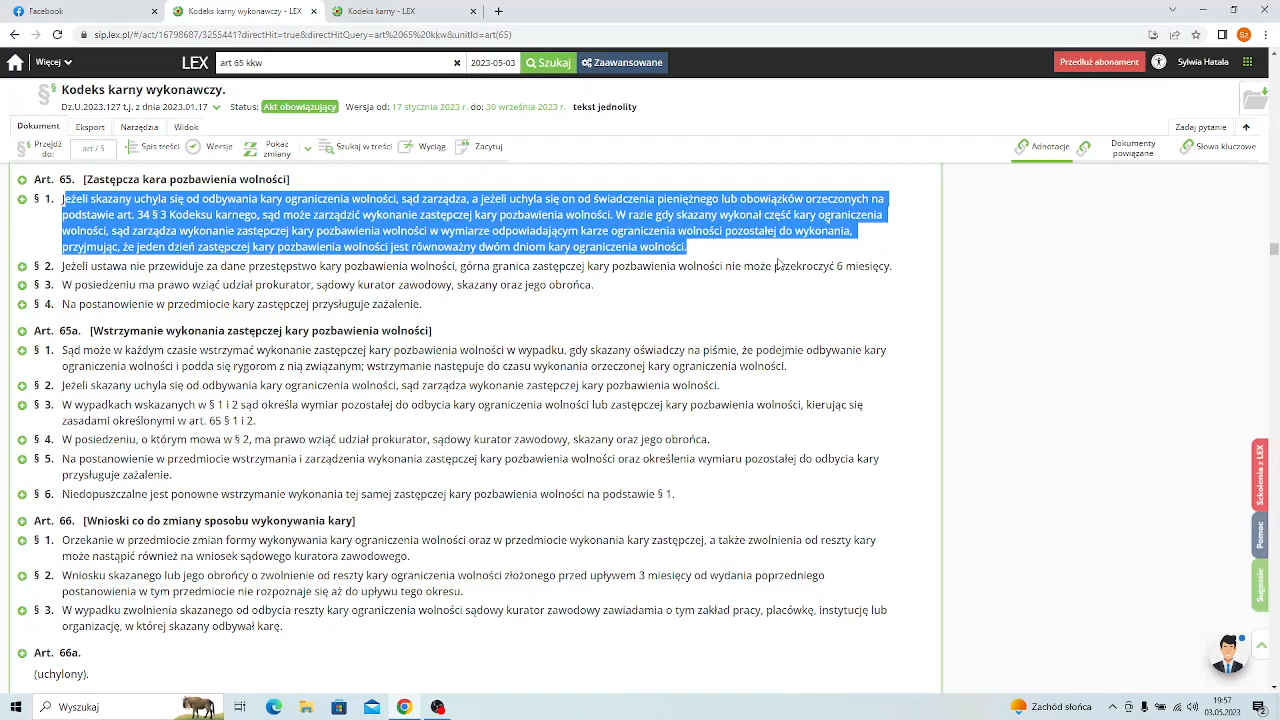 Facebook
Kodeks karny wykonawczy - LEX
Kodeks karny - LEX
sip.lex.pl/#/act/16798687/3255441?directHit=true&directHitQuery=art%2065%20kkw&unitId=art(65)
Sz
Więcej
LEX
art 65 kkw
2023-05-03
Szukaj
Zaawansowane
Przedłuż abonament
Sylwia Hatala
Kodeks karny wykonawczy.
Dz.U.2023.127 t.j. z dnia 2023.01.17 Status: Akt obowiązujący Wersja od: 17 stycznia 2023 r. do: 30 września 2023 r. tekst jednolity
Dokument Eksport Narzędzia Widok Zadaj pytanie
Przejdź do: art / § Spis treści Wersje Pokaż zmiany Szukaj w treści Wyciąg Zacytuj Adnotacje Dokumenty powiązane Słowa kluczowe
Art. 65. [Zastępcza kara pozbawienia wolności]
§ 1. Jeżeli skazany uchyla się od odbywania kary ograniczenia wolności, sąd zarządza, a jeżeli uchyla się on od świadczenia pieniężnego lub obowiązków orzeczonych na
podstawie art. 34 § 3 Kodeksu karnego, sąd może zarządzić wykonanie zastępczej kary pozbawienia wolności. W razie gdy skazany wykonał część kary ograniczenia
wolności, sąd zarządza wykonanie zastępczej kary pozbawienia wolności w wymiarze odpowiadającym karze ograniczenia wolności pozostałej do wykonania,
przyjmując, że jeden dzień zastępczej kary pozbawienia wolności jest równoważny dwóm dniom kary ograniczenia wolności.
§ 2. Jeżeli ustawa nie przewiduje za dane przestępstwo kary pozbawienia wolności, górna granica zastępczej kary pozbawienia wolności nie może przekroczyć 6 miesięcy.
§ 3. W posiedzeniu ma prawo wziąć udział prokurator, sądowy kurator zawodowy, skazany oraz jego obrońca.
§ 4. Na postanowienie w przedmiocie kary zastępczej przysługuje zażalenie.
Art. 65a. [Wstrzymanie wykonania zastępczej kary pozbawienia wolności]
§ 1. Sąd może w każdym czasie wstrzymać wykonanie zastępczej kary pozbawienia wolności w wypadku, gdy skazany oświadczy na piśmie, że podejmie odbywanie kary
ograniczenia wolności i podda się rygorom z nią związanym; wstrzymanie następuje do czasu wykonania orzeczonej kary ograniczenia wolności.
§ 2. Jeżeli skazany uchyla się od odbywania kary ograniczenia wolności, sąd zarządza wykonanie zastępczej kary pozbawienia wolności.
§ 3. W wypadkach wskazanych w § 1 i 2 sąd określa wymiar pozostałej do odbycia kary ograniczenia wolności lub zastępczej kary pozbawienia wolności, kierując się
zasadami określonymi w art. 65 § 1 i 2.
§ 4. W posiedzeniu, o którym mowa w § 2, ma prawo wziąć udział prokurator, sądowy kurator zawodowy, skazany oraz jego obrońca.
§ 5. Na postanowienie w przedmiocie wstrzymania i zarządzenia wykonania zastępczej kary pozbawienia wolności oraz określenia wymiaru pozostałej do odbycia kary
przysługuje zażalenie.
§ 6. Niedopuszczalne jest ponowne wstrzymanie wykonania tej samej zastępczej kary pozbawienia wolności na podstawie § 1.
Art. 66. [Wnioski co do zmiany sposobu wykonywania kary]
§ 1. Orzekanie w przedmiocie zmian formy wykonywania kary ograniczenia wolności oraz w przedmiocie wykonania kary zastępczej, a także zwolnienia od reszty kary
może nastąpić również na wniosek sądowego kuratora zawodowego.
§ 2. Wniosku skazanego lub jego obrońcy o zwolnienie od reszty kary ograniczenia wolności złożonego przed upływem 3 miesięcy od wydania poprzedniego
postanowienia w tym przedmiocie nie rozpoznaje się aż do upływu tego okresu.
§ 3. W wypadku zwolnienia skazanego od odbycia reszty kary ograniczenia wolności sądowy kurator zawodowy zawiadamia o tym zakład pracy, placówkę, instytucję lub
organizację, w której skazany odbywał karę.
Art. 66a.
(uchylony).
Szkolenia z LEX
Pomoc
Sugestie
Wyszukaj
Zachód słońca
19:57
03.05.2023